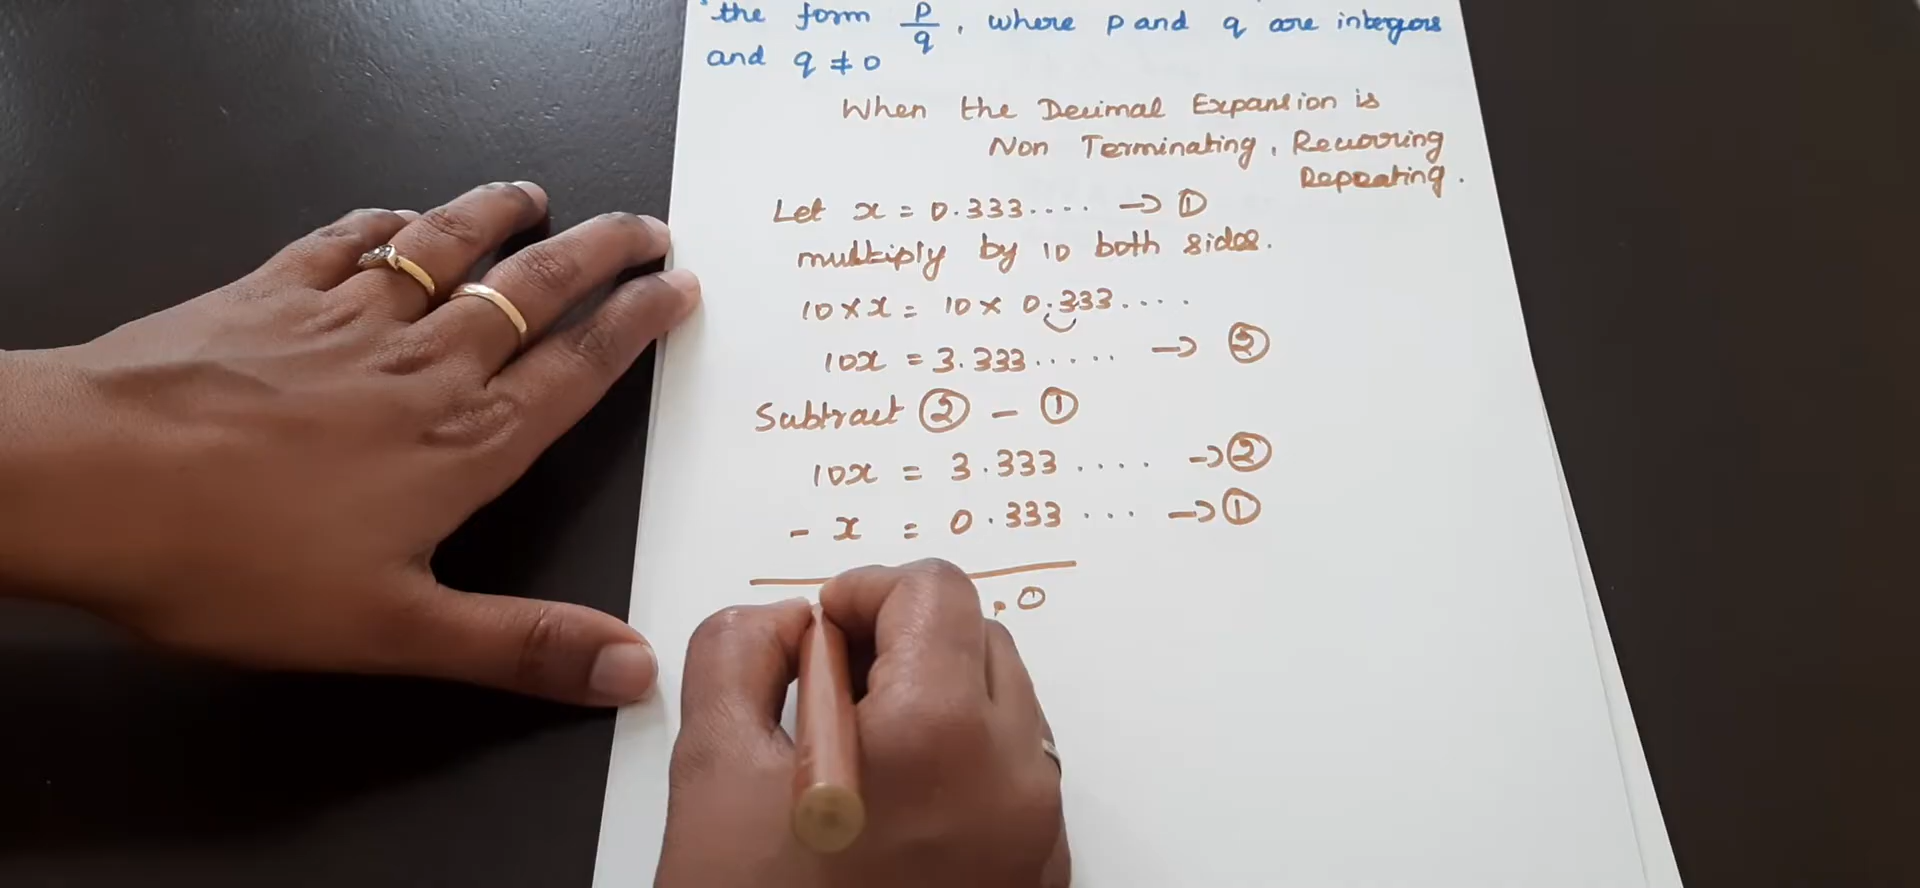 the form p/q, where p and q are integers
and q ≠ 0
When the Decimal Expansion is
Non Terminating, Recurring
Repeating.
Let x = 0.333.... → ①
multiply by 10 both sides.
10 × x = 10 × 0.333....
10x = 3.333..... → ②
Subtract ② - ①
10x = 3.333.... → ②
- x = 0.333... → ①
.0